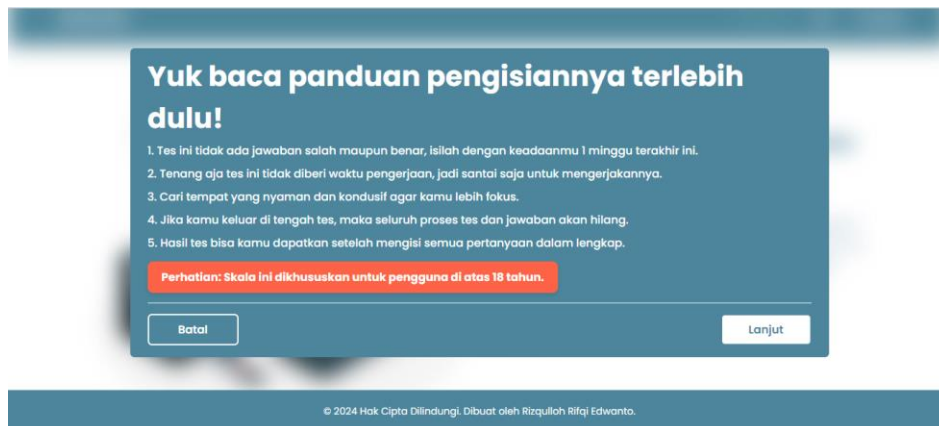 Yuk baca panduan pengisiannya terlebih
dulu!
1. Tes ini tidak ada jawaban salah maupun benar, isilah dengan keadaanmu 1 minggu terakhir ini.
2. Tenang aja tes ini tidak diberi waktu pengerjaan, jadi santai saja untuk mengerjakannya.
3. Cari tempat yang nyaman dan kondusif agar kamu lebih fokus.
4. Jika kamu keluar di tengah tes, maka seluruh proses tes dan jawaban akan hilang.
5. Hasil tes bisa kamu dapatkan setelah mengisi semua pertanyaan dalam lengkap.
Perhatian: Skala ini dikhususkan untuk pengguna di atas 18 tahun.
Batal
Lanjut
© 2024 Hak Cipta Dilindungi. Dibuat oleh Rizqulloh Rifqi Edwanto.